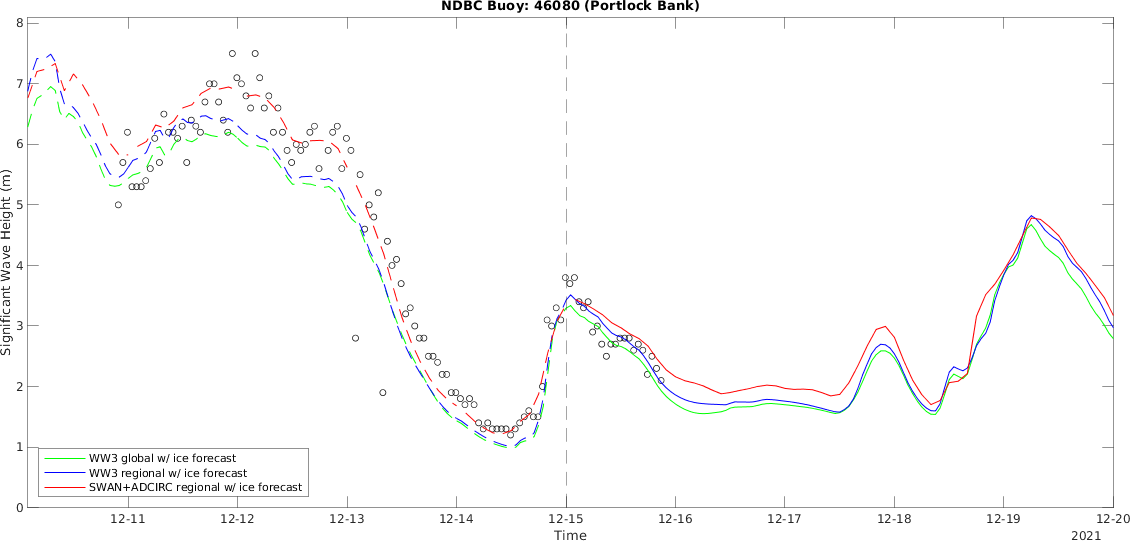 NDBC Buoy: 46080 (Portlock Bank)
Significant Wave Height (m)
8
7
6
5
4
3
2
1
0
WW3 global w/ ice forecast
WW3 regional w/ ice forecast
SWAN+ADCIRC regional w/ ice forecast
12-11 12-12 12-13 12-14 12-15 12-16 12-17 12-18 12-19 12-20
Time
2021